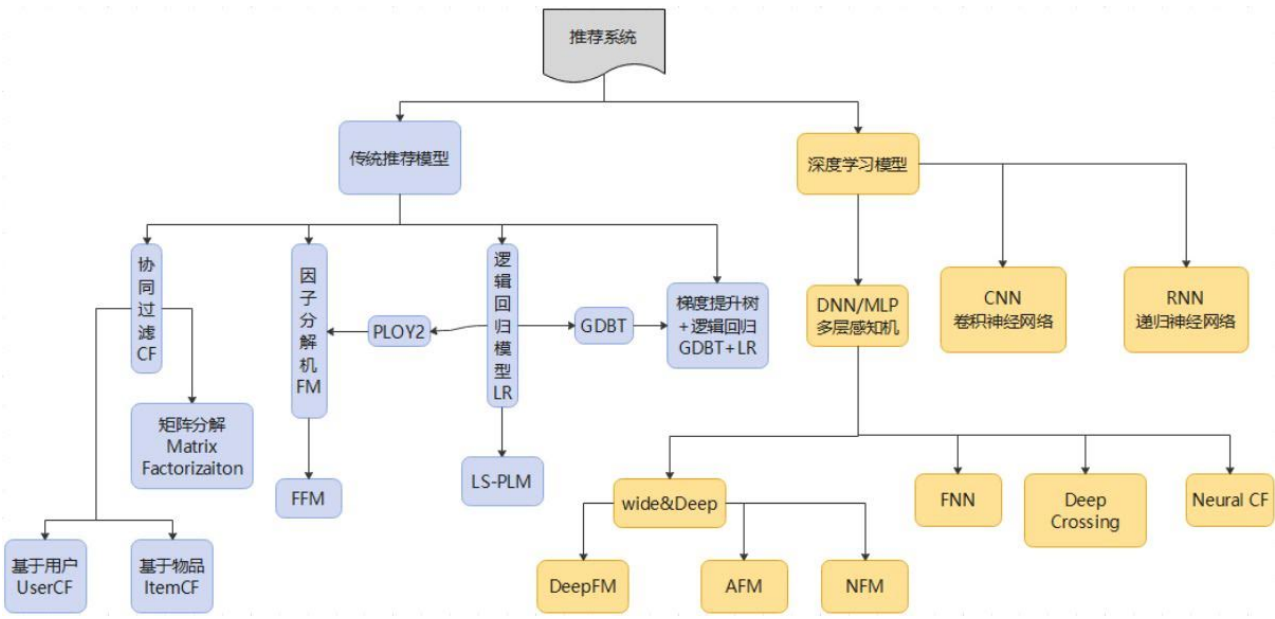 推荐系统
传统推荐模型
深度学习模型
协
同
过
滤
CF
因
子
分
解
机
FM
逻
辑
回
归
模
型
LR
PLOY2
GDBT
梯度提升树
+逻辑回归
GDBT+LR
DNN/MLP
多层感知机
CNN
卷积神经网络
RNN
递归神经网络
矩阵分解
Matrix
Factorizaiton
FFM
LS-PLM
wide&Deep
FNN
Deep
Crossing
Neural CF
基于用户
UserCF
基于物品
ItemCF
DeepFM
AFM
NFM